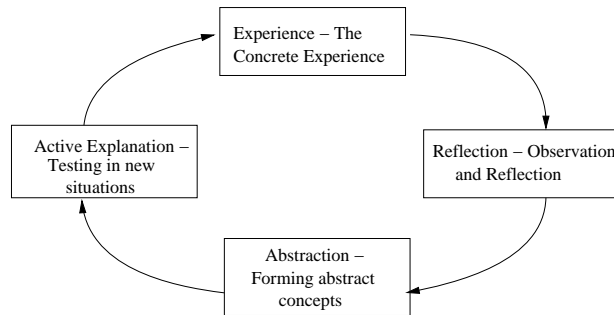 Experience – The
Concrete Experience
Active Explanation –
Testing in new
situations
Reflection – Observation
and Reflection
Abstraction –
Forming abstract
concepts